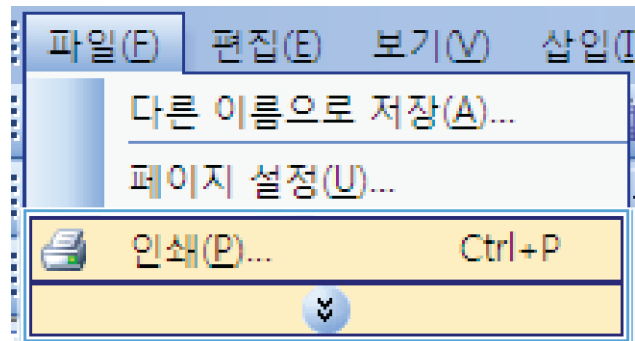 파일(F) 편집(E) 보기(V) 삽입(I
다른 이름으로 저장(A)...
페이지 설정(U)...
인쇄(P)... Ctrl+P